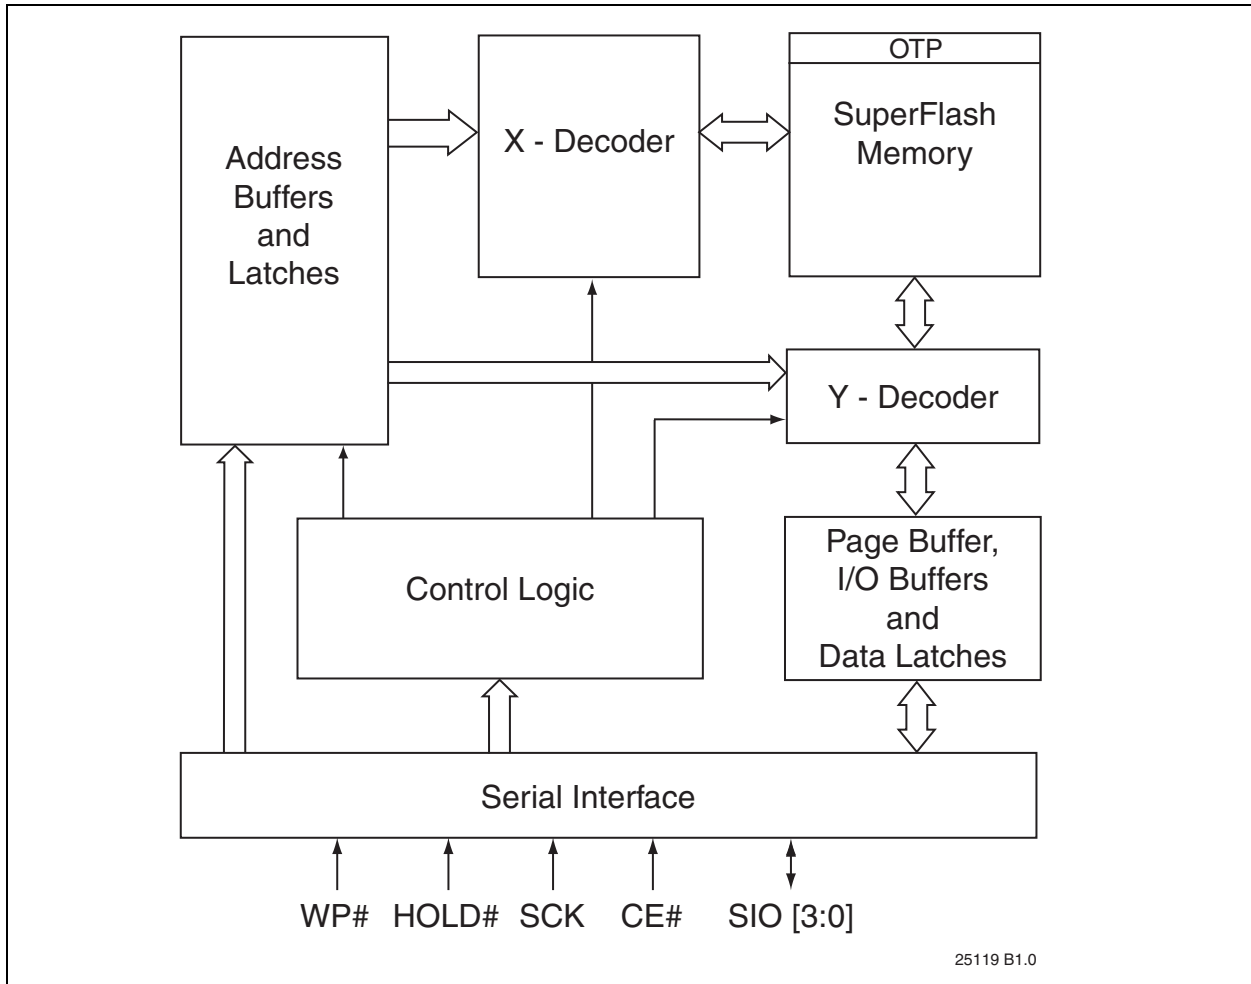 OTP
SuperFlash
Memory
X - Decoder
Address
Buffers
and
Latches
Y - Decoder
Control Logic
Page Buffer,
I/O Buffers
and
Data Latches
Serial Interface
WP# HOLD# SCK CE# SIO [3:0]
25119 B1.0